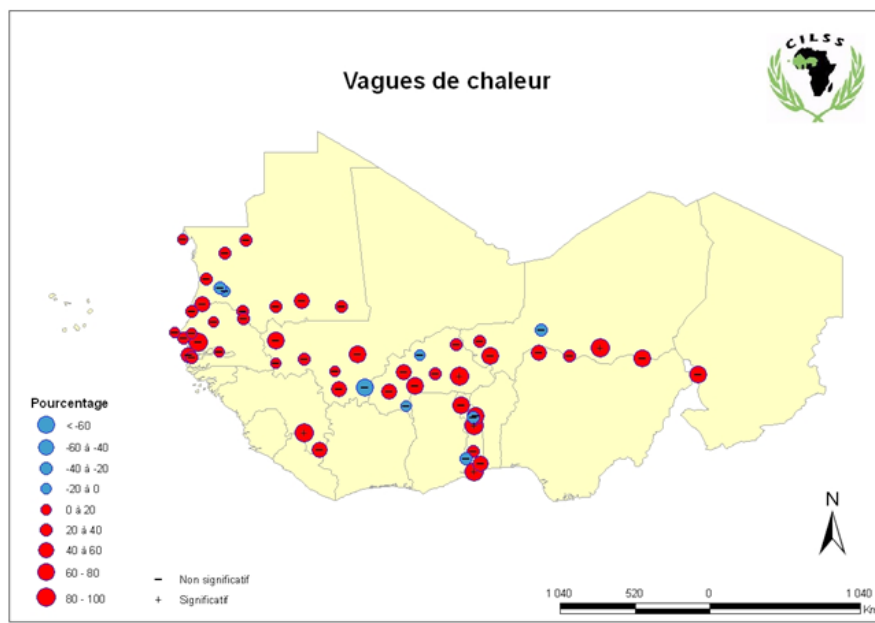 CILSS
Vagues de chaleur
Pourcentage
< -60
-60 à -40
-40 à -20
-20 à 0
0 à 20
20 à 40
40 à 60
60 - 80
80 - 100
- Non significatif
+ Significatif
N
1 040 520 0 1 040
Km